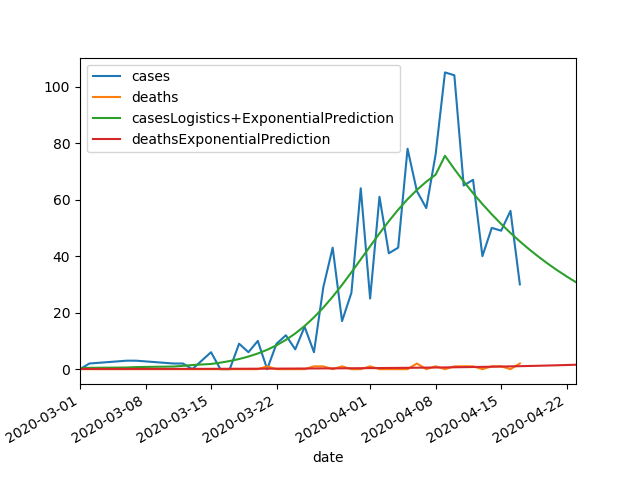 100
80
60
40
20
0
cases
deaths
casesLogistics+ExponentialPrediction
deathsExponentialPrediction
2020-03-01
2020-03-08
2020-03-15
2020-03-22
2020-04-01
2020-04-08
2020-04-15
2020-04-22
date